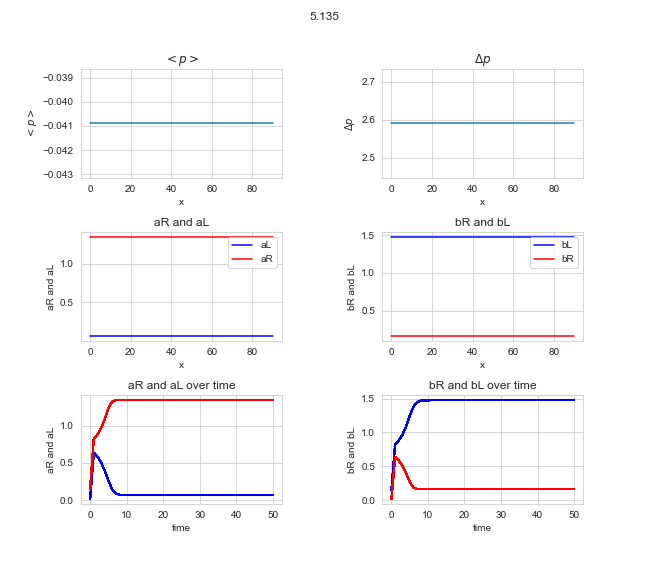 5.135
< p >
Δp
−0.039
−0.040
−0.041
−0.042
−0.043
< p >
0 20 40 60 80
x
2.7
2.6
2.5
Δp
0 20 40 60 80
x
aR and aL
bR and bL
1.0
0.5
aR and aL
aL
aR
0 20 40 60 80
x
1.5
1.0
0.5
bR and bL
bL
bR
0 20 40 60 80
x
aR and aL over time
bR and bL over time
1.0
0.5
0.0
aR and aL
0 10 20 30 40 50
time
1.5
1.0
0.5
0.0
bR and bL
0 10 20 30 40 50
time